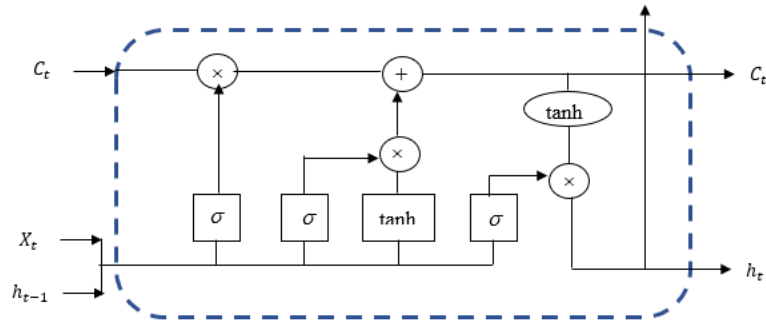 C_t × + C_t
tanh
× ×
σ σ tanh σ
X_t
h_{t−1} h_t